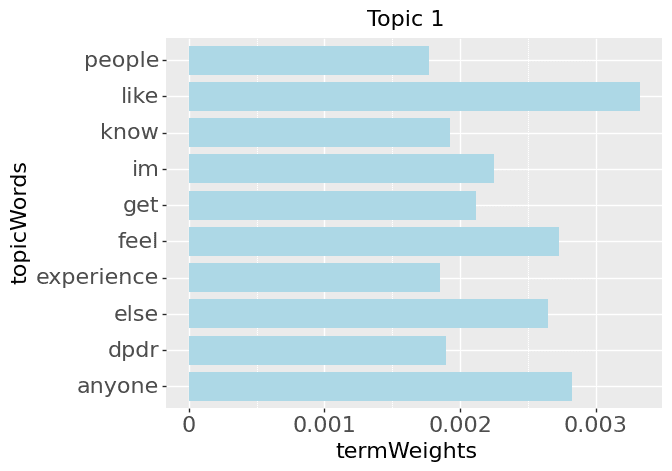 Topic 1
topicWords
people
like
know
im
get
feel
experience
else
dpdr
anyone
0 0.001 0.002 0.003
termWeights